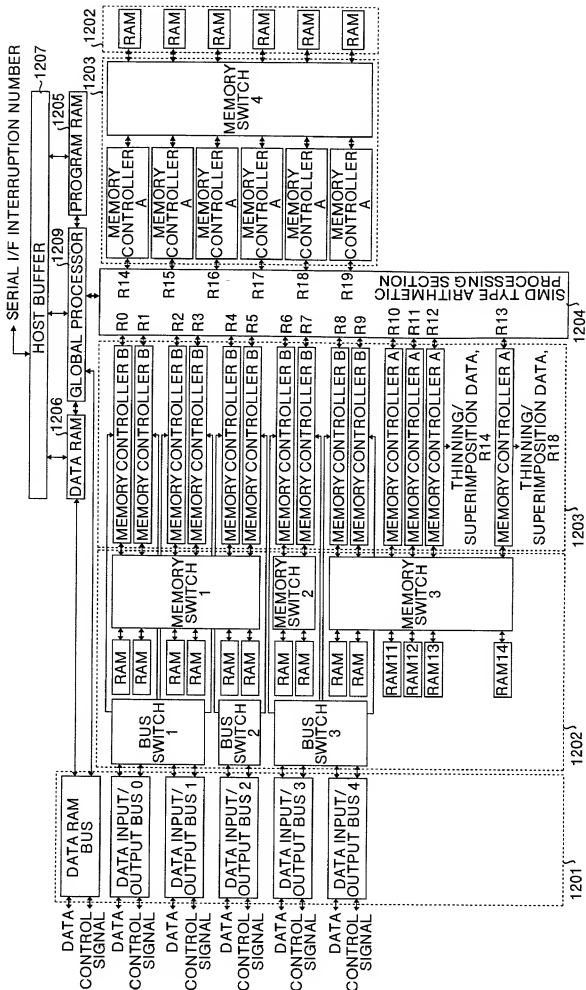 SERIAL I/F INTERRUPTION NUMBER
1207
HOST BUFFER
1206
1209
1205
DATA RAM
GLOBAL PROCESSOR
PROGRAM RAM
1203
1202
DATA
CONTROL
SIGNAL
DATA RAM
BUS
DATA
CONTROL
SIGNAL
DATA INPUT/
OUTPUT BUS 0
DATA
CONTROL
SIGNAL
DATA INPUT/
OUTPUT BUS 1
DATA
CONTROL
SIGNAL
DATA INPUT/
OUTPUT BUS 2
DATA
CONTROL
SIGNAL
DATA INPUT/
OUTPUT BUS 3
DATA
CONTROL
SIGNAL
DATA INPUT/
OUTPUT BUS 4
BUS
SWITCH
1
BUS
SWITCH
2
BUS
SWITCH
3
RAM
RAM
RAM
RAM
RAM
RAM
RAM
RAM
RAM
RAM
RAM11
RAM12
RAM13
RAM14
MEMORY
SWITCH
1
MEMORY
SWITCH
2
MEMORY
SWITCH
3
MEMORY CONTROLLER B
R0
MEMORY CONTROLLER B
R1
MEMORY CONTROLLER B
R2
MEMORY CONTROLLER B
R3
MEMORY CONTROLLER B
R4
MEMORY CONTROLLER B
R5
MEMORY CONTROLLER B
R6
MEMORY CONTROLLER B
R7
MEMORY CONTROLLER B
R8
MEMORY CONTROLLER B
R9
MEMORY CONTROLLER A
R10
MEMORY CONTROLLER A
R11
MEMORY CONTROLLER A
R12
THINNING/
SUPERIMPOSITION DATA,
R14
MEMORY CONTROLLER A
R13
THINNING/
SUPERIMPOSITION DATA,
R18
SIMD TYPE ARITHMETIC
PROCESSING SECTION
R14
MEMORY
CONTROLLER
A
R15
MEMORY
CONTROLLER
A
R16
MEMORY
CONTROLLER
A
R17
MEMORY
CONTROLLER
A
R18
MEMORY
CONTROLLER
A
R19
MEMORY
CONTROLLER
A
MEMORY
SWITCH
4
RAM
RAM
RAM
RAM
RAM
RAM
1201
1202
1203
1204